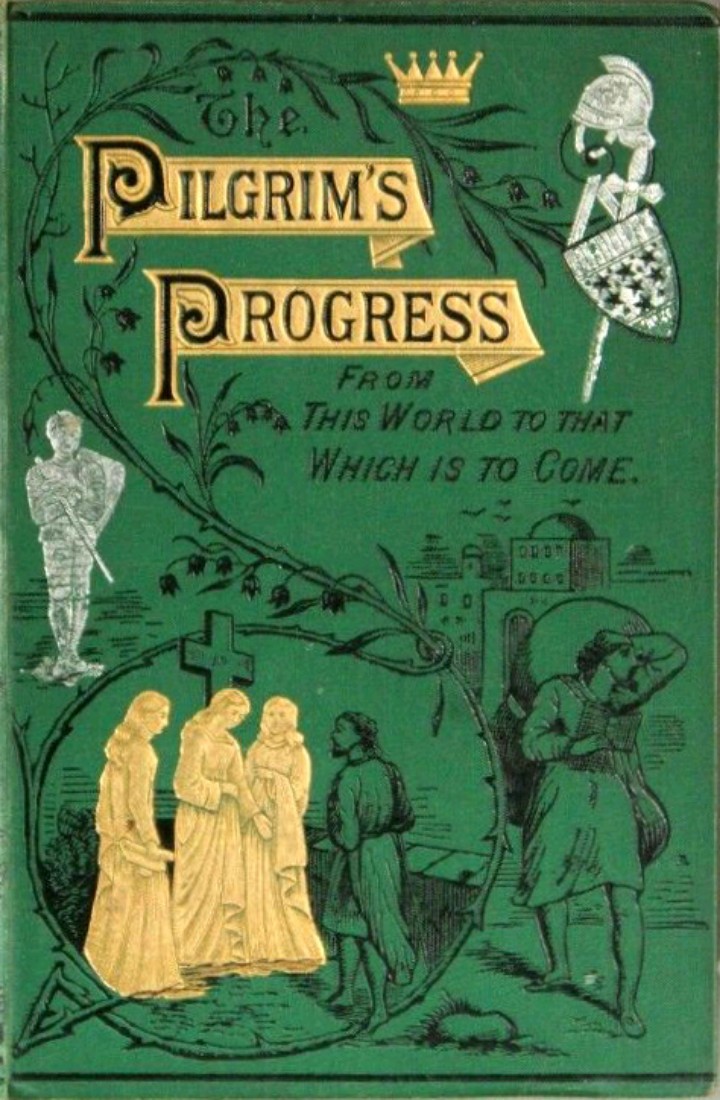 The
PILGRIM'S
PROGRESS
FROM
THIS WORLD TO THAT
WHICH IS TO COME.